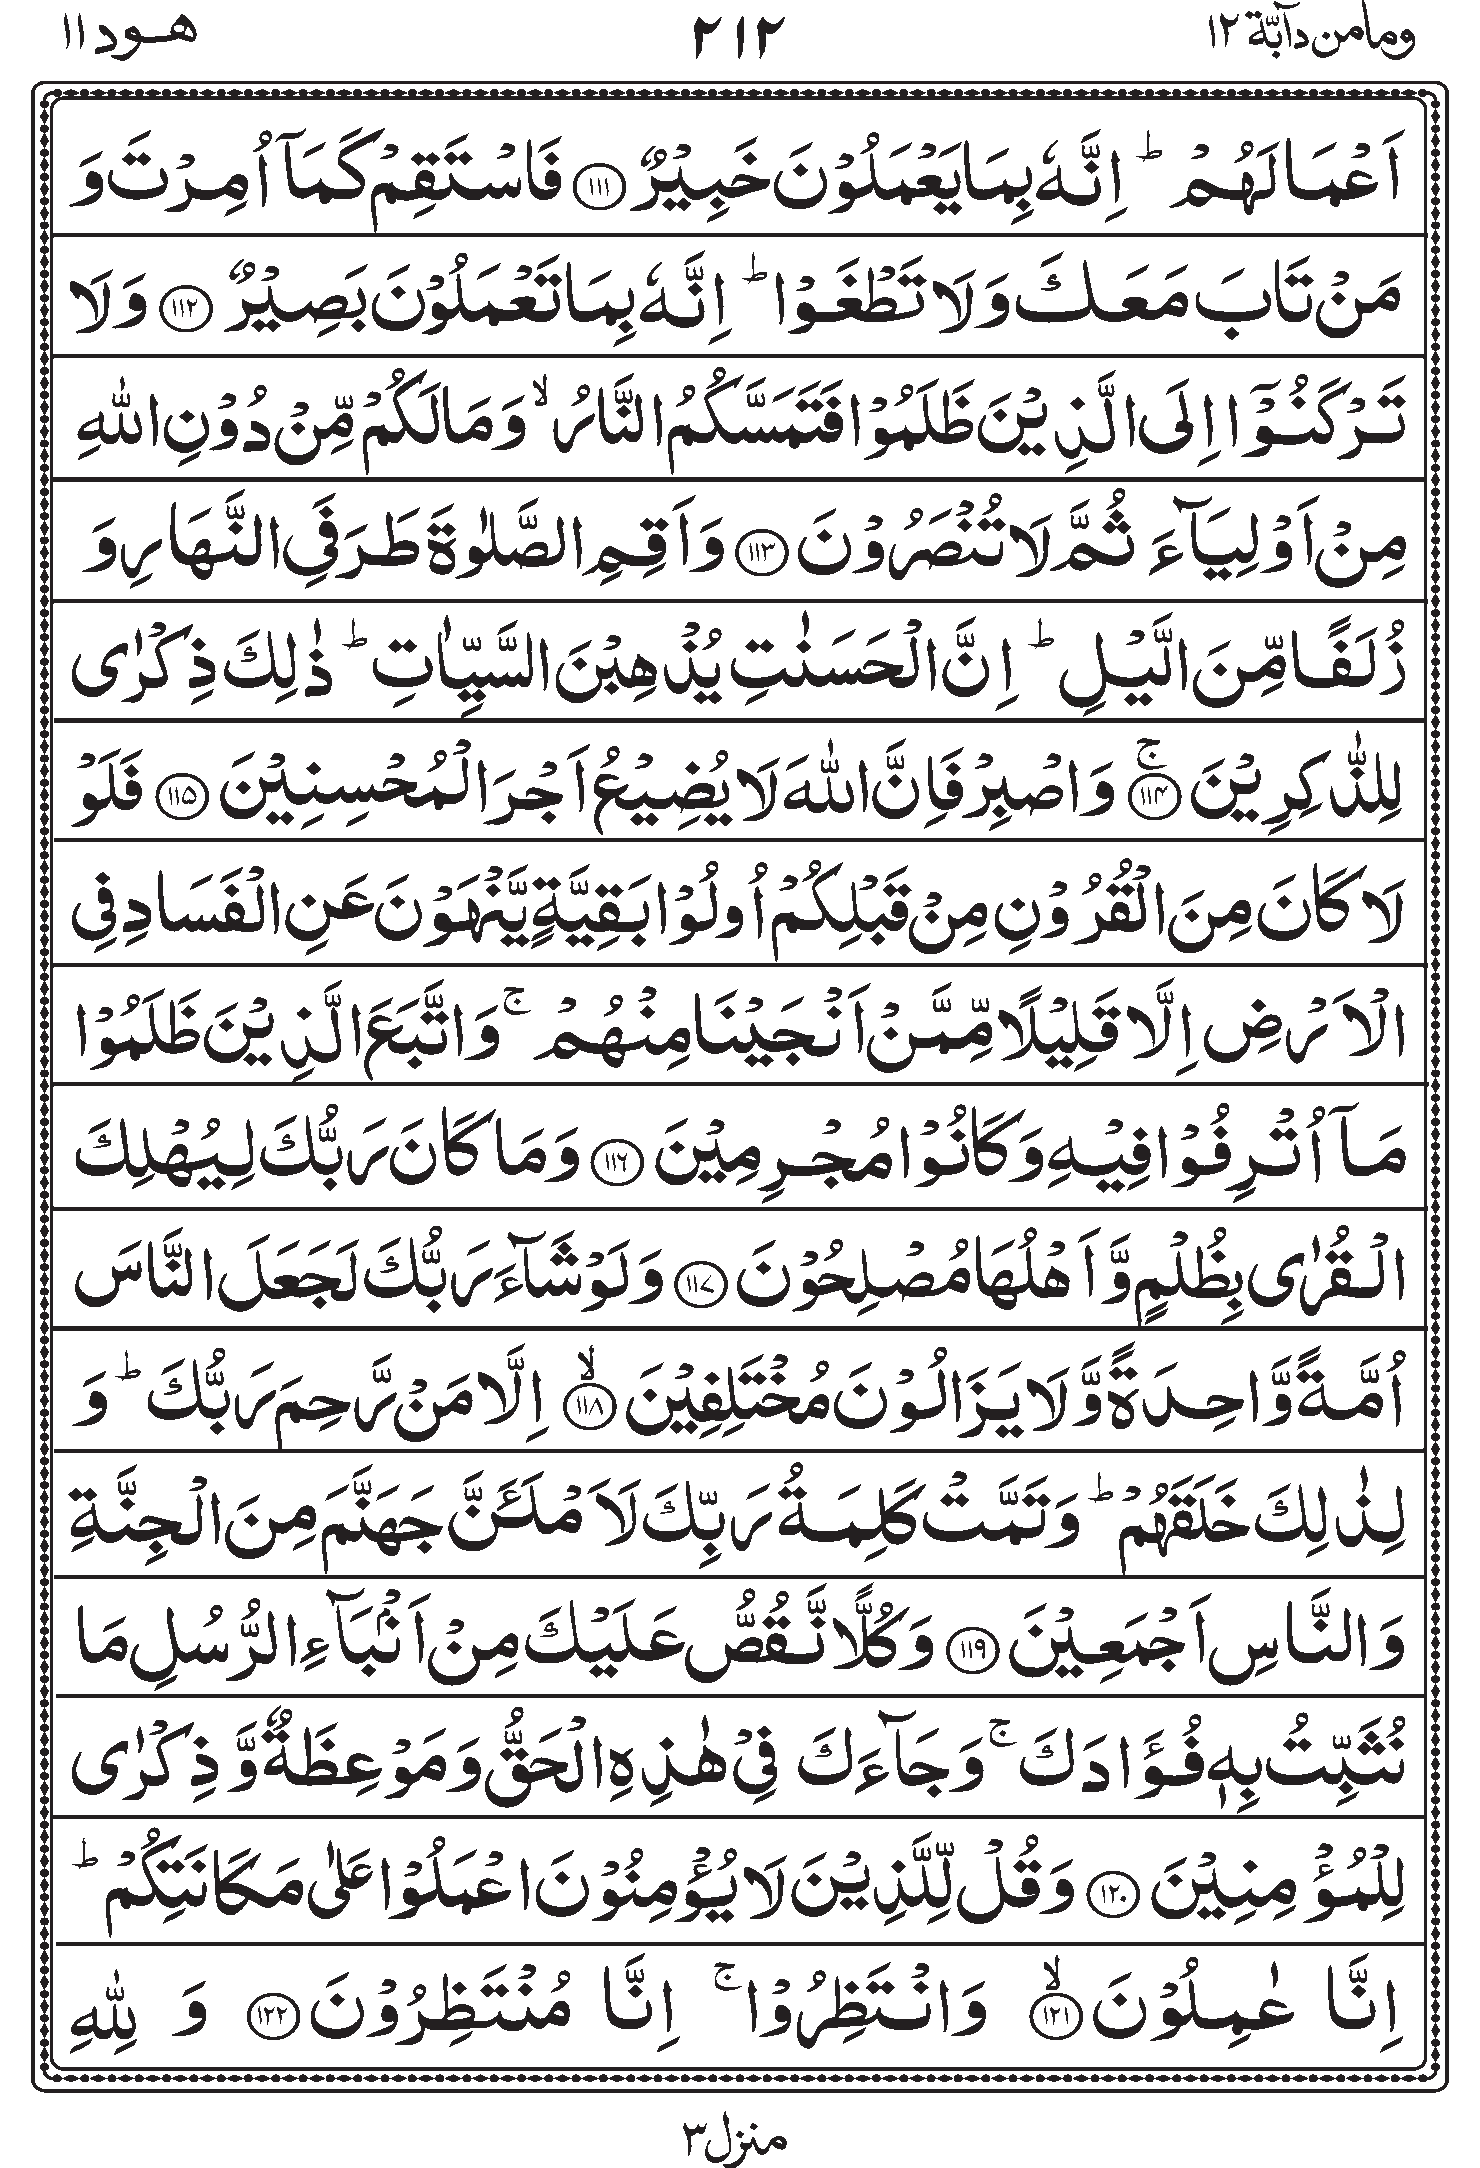 ومامن دآبة ١٢
٢١٢
هود ١١
اَعْمَالَهُمْ ؕ اِنَّهٗ بِمَا يَعْمَلُوْنَ خَبِيْرٌ ١١١ فَاسْتَقِمْ كَمَاۤ اُمِرْتَ وَ
مَنْ تَابَ مَعَكَ وَلَا تَطْغَوْا ؕ اِنَّهٗ بِمَا تَعْمَلُوْنَ بَصِيْرٌ ١١٢ وَلَا
تَرْكَنُوْۤا اِلَى الَّذِيْنَ ظَلَمُوْا فَتَمَسَّكُمُ النَّارُ ۙ وَمَا لَكُمْ مِّنْ دُوْنِ اللّٰهِ
مِنْ اَوْلِيَآءَ ثُمَّ لَا تُنْصَرُوْنَ ١١٣ وَاَقِمِ الصَّلٰوةَ طَرَفَيِ النَّهَارِ وَ
زُلَفًا مِّنَ الَّيْلِ ؕ اِنَّ الْحَسَنٰتِ يُذْهِبْنَ السَّيِّاٰتِ ؕ ذٰلِكَ ذِكْرٰى
لِلذّٰكِرِيْنَ ۚ ١١٤ وَاصْبِرْ فَاِنَّ اللّٰهَ لَا يُضِيْعُ اَجْرَ الْمُحْسِنِيْنَ ١١٥ فَلَوْ
لَا كَانَ مِنَ الْقُرُوْنِ مِنْ قَبْلِكُمْ اُولُوْا بَقِيَّةٍ يَّنْهَوْنَ عَنِ الْفَسَادِ فِي
الْاَرْضِ اِلَّا قَلِيْلًا مِّمَّنْ اَنْجَيْنَا مِنْهُمْ ۚ وَاتَّبَعَ الَّذِيْنَ ظَلَمُوْا
مَاۤ اُتْرِفُوْا فِيْهِ وَكَانُوْا مُجْرِمِيْنَ ١١٦ وَمَا كَانَ رَبُّكَ لِيُهْلِكَ
الْقُرٰى بِظُلْمٍ وَّاَهْلُهَا مُصْلِحُوْنَ ١١٧ وَلَوْ شَآءَ رَبُّكَ لَجَعَلَ النَّاسَ
اُمَّةً وَّاحِدَةً وَّلَا يَزَالُوْنَ مُخْتَلِفِيْنَ ۙ ١١٨ اِلَّا مَنْ رَّحِمَ رَبُّكَ ؕ وَ
لِذٰلِكَ خَلَقَهُمْ ؕ وَتَمَّتْ كَلِمَةُ رَبِّكَ لَاَمْلَـَٔنَّ جَهَنَّمَ مِنَ الْجِنَّةِ
وَالنَّاسِ اَجْمَعِيْنَ ١١٩ وَكُلًّا نَّقُصُّ عَلَيْكَ مِنْ اَنْۢبَآءِ الرُّسُلِ مَا
نُثَبِّتُ بِهٖ فُؤَادَكَ ۚ وَجَآءَكَ فِيْ هٰذِهِ الْحَقُّ وَمَوْعِظَةٌ وَّذِكْرٰى
لِلْمُؤْمِنِيْنَ ١٢٠ وَقُلْ لِّلَّذِيْنَ لَا يُؤْمِنُوْنَ اعْمَلُوْا عَلٰى مَكَانَتِكُمْ ؕ
اِنَّا عٰمِلُوْنَ ۙ ١٢١ وَانْتَظِرُوْا ۚ اِنَّا مُنْتَظِرُوْنَ ١٢٢ وَ لِلّٰهِ
منزل ٣